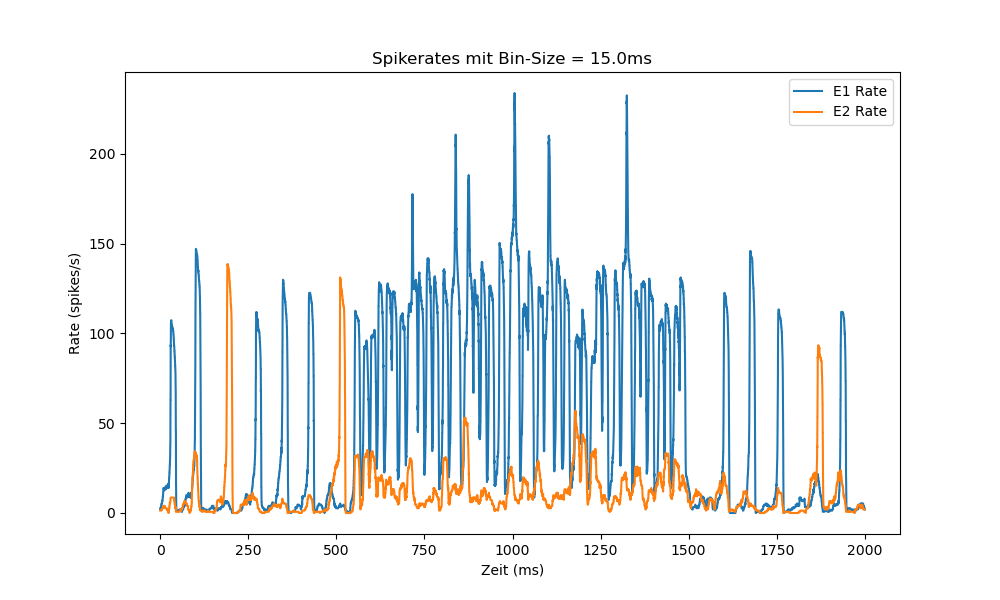 Spikerates mit Bin-Size = 15.0ms
E1 Rate
E2 Rate
Rate (spikes/s)
200
150
100
50
0
0 250 500 750 1000 1250 1500 1750 2000
Zeit (ms)